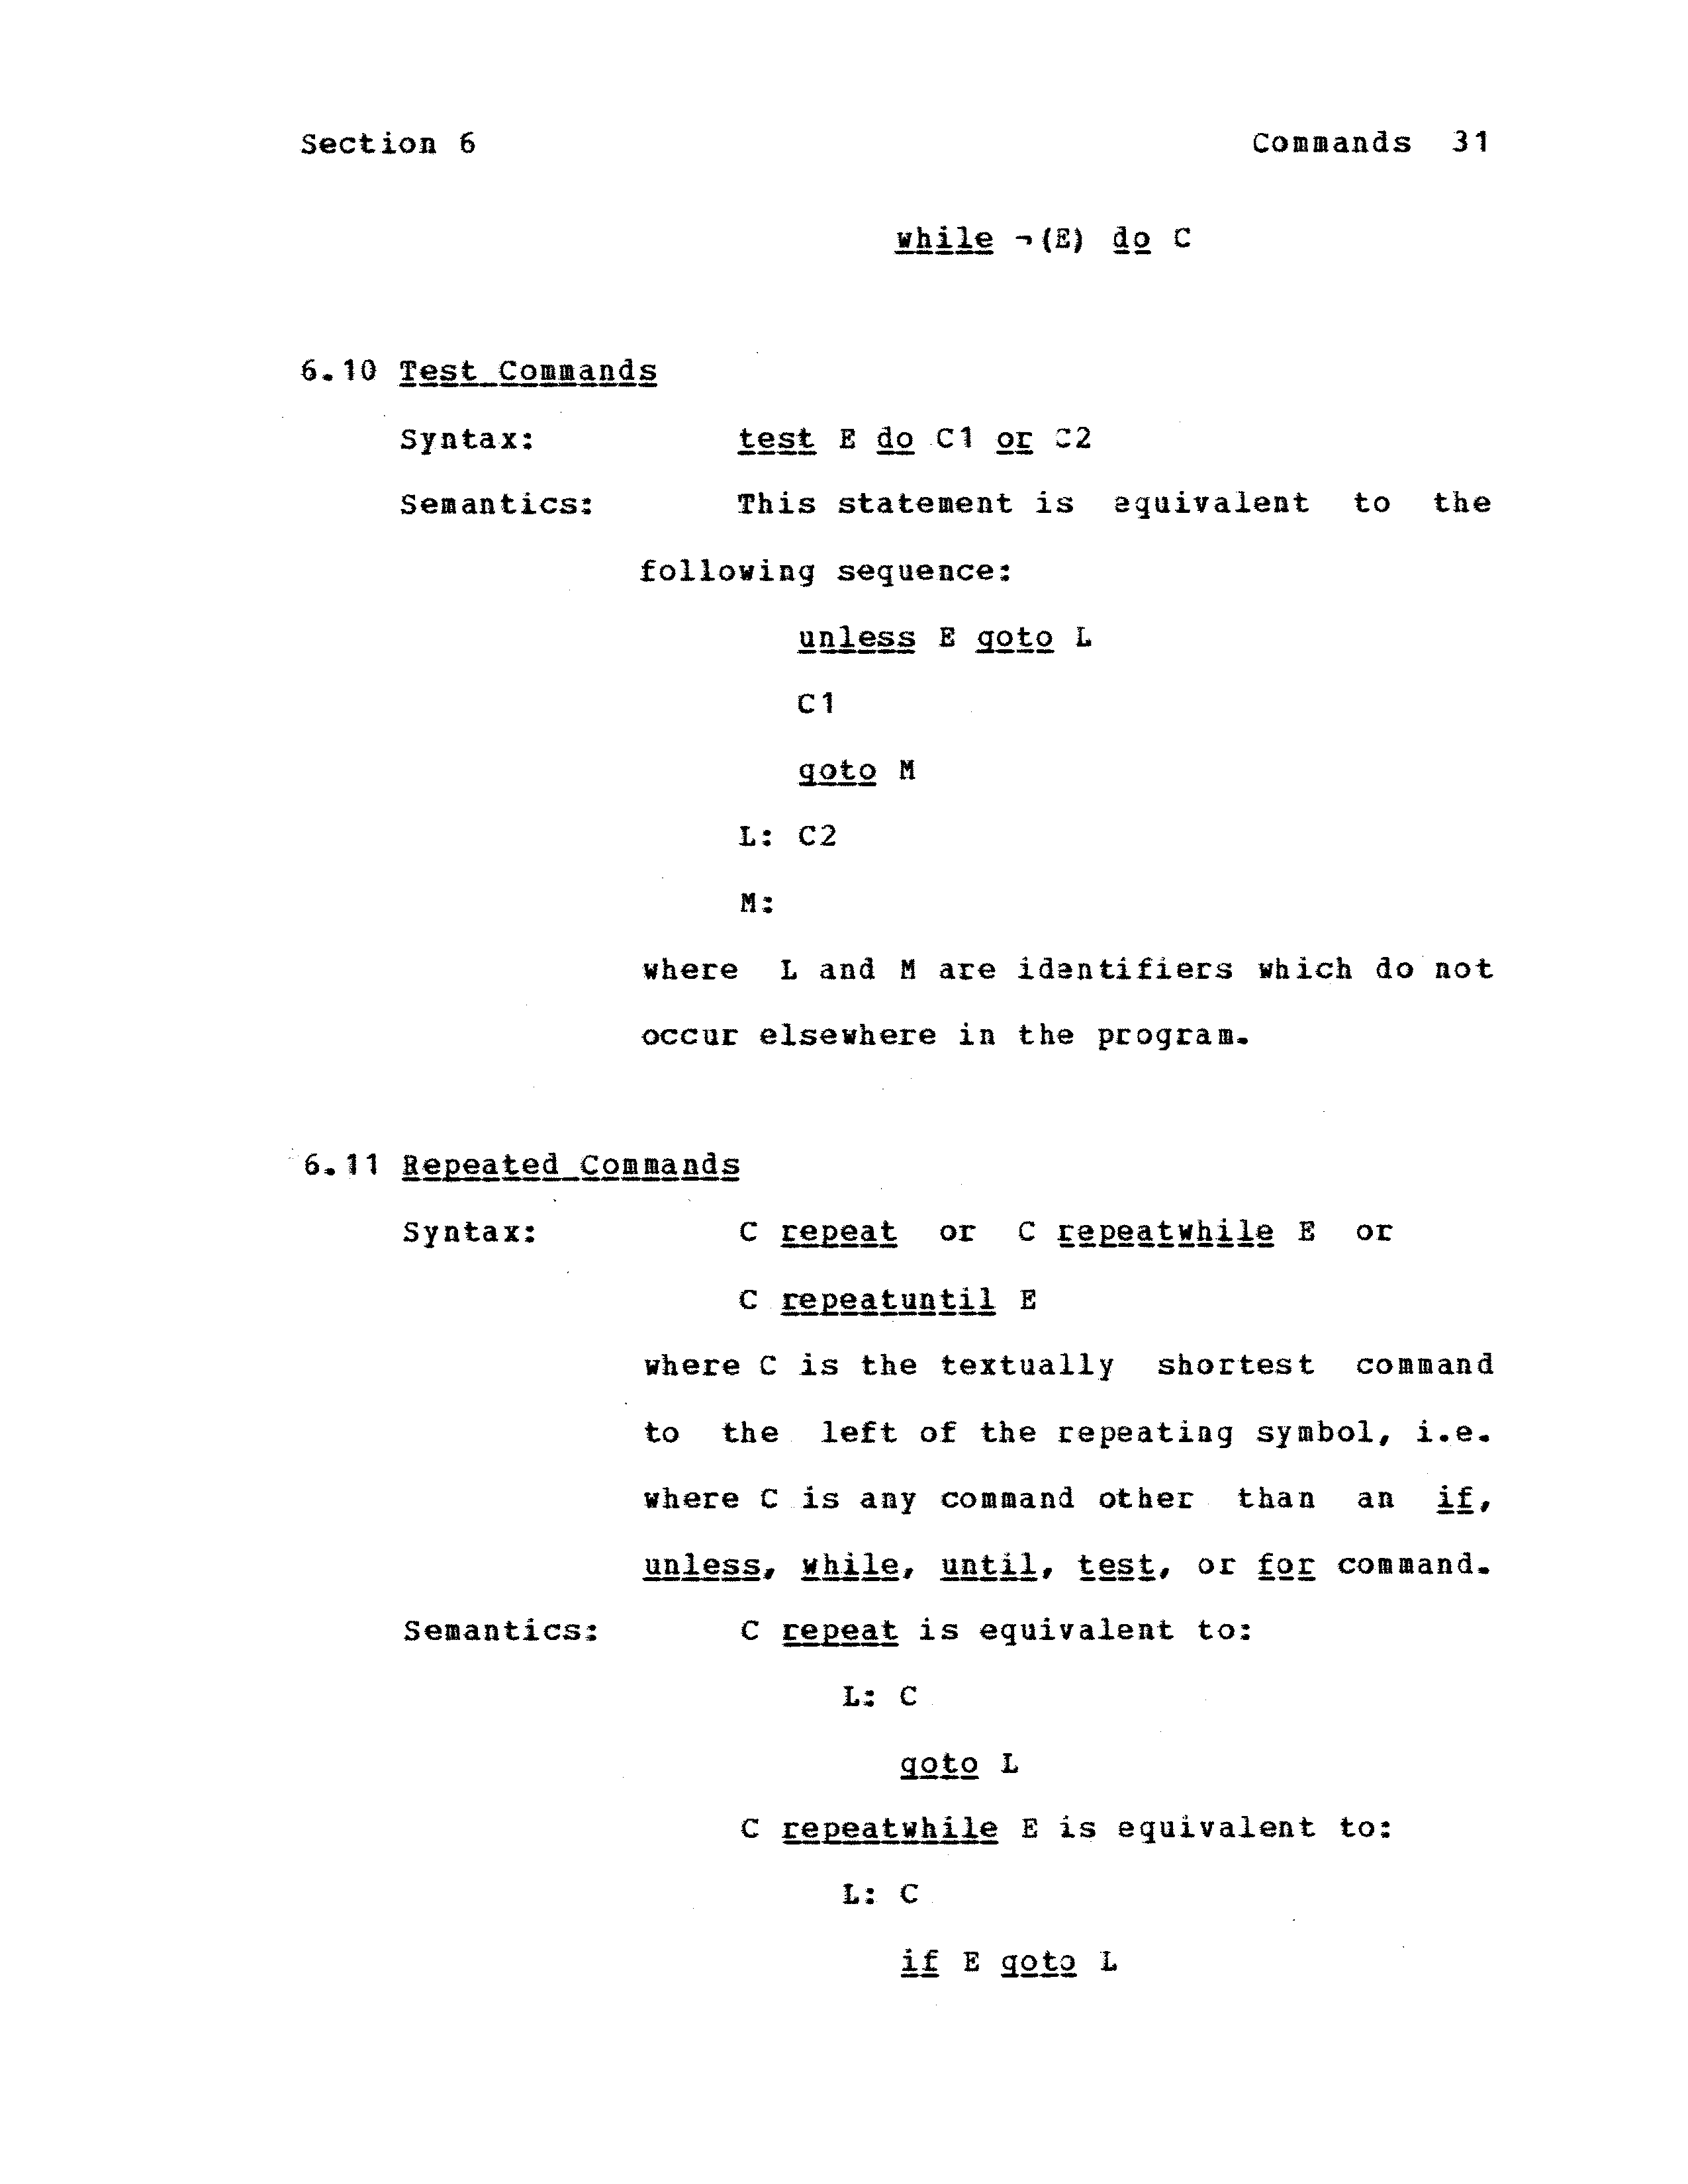 Section 6 Commands 31
while ¬(E) do C
6.10 Test Commands
Syntax: test E do C1 or C2
Semantics: This statement is equivalent to the
following sequence:
unless E goto L
C1
goto M
L: C2
M:
where L and M are identifiers which do not
occur elsewhere in the program.
6.11 Repeated Commands
Syntax: C repeat or C repeatwhile E or
C repeatuntil E
where C is the textually shortest command
to the left of the repeating symbol, i.e.
where C is any command other than an if,
unless, while, until, test, or for command.
Semantics: C repeat is equivalent to:
L: C
goto L
C repeatwhile E is equivalent to:
L: C
if E goto L